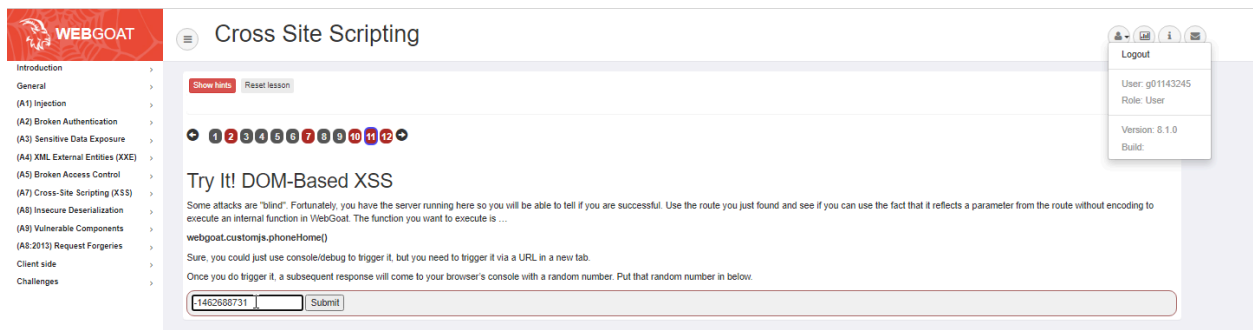 WEBGOAT
Cross Site Scripting
Logout
User: g01143245
Role: User
Version: 8.1.0
Build:
Introduction
General
(A1) Injection
(A2) Broken Authentication
(A3) Sensitive Data Exposure
(A4) XML External Entities (XXE)
(A5) Broken Access Control
(A7) Cross-Site Scripting (XSS)
(A8) Insecure Deserialization
(A9) Vulnerable Components
(A8:2013) Request Forgeries
Client side
Challenges
Show hints Reset lesson
1 2 3 4 5 6 7 8 9 10 11 12
Try It! DOM-Based XSS
Some attacks are "blind". Fortunately, you have the server running here so you will be able to tell if you are successful. Use the route you just found and see if you can use the fact that it reflects a parameter from the route without encoding to
execute an internal function in WebGoat. The function you want to execute is ...
webgoat.customjs.phoneHome()
Sure, you could just use console/debug to trigger it, but you need to trigger it via a URL in a new tab.
Once you do trigger it, a subsequent response will come to your browser's console with a random number. Put that random number in below.
-1462688731 Submit